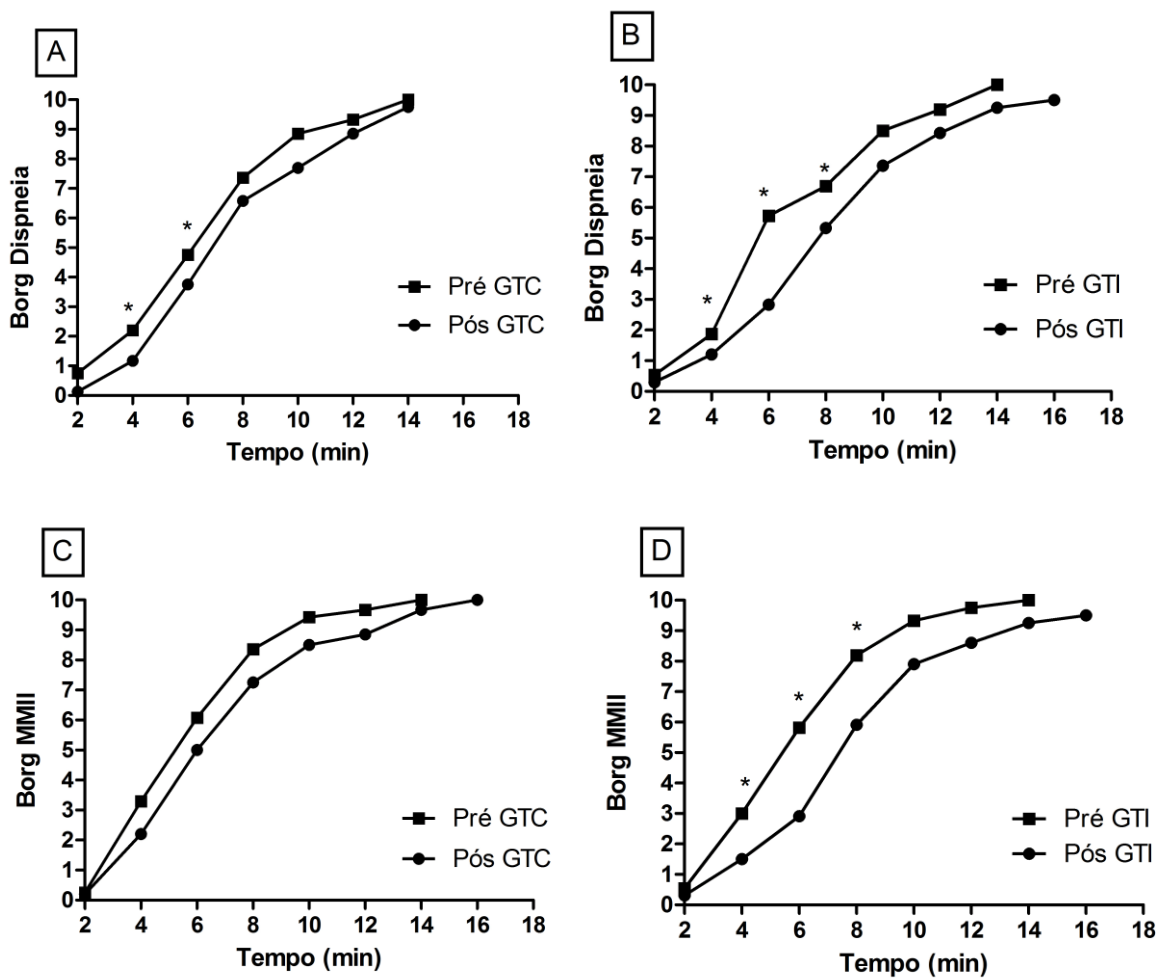 A
Borg Dispneia
10
9
8
7
6
5
4
3
2
1
0
*
*
Pré GTC
Pós GTC
2 4 6 8 10 12 14 16 18
Tempo (min)
B
Borg Dispneia
10
9
8
7
6
5
4
3
2
1
0
*
*
*
Pré GTI
Pós GTI
2 4 6 8 10 12 14 16 18
Tempo (min)
C
Borg MMII
10
9
8
7
6
5
4
3
2
1
0
Pré GTC
Pós GTC
2 4 6 8 10 12 14 16 18
Tempo (min)
D
Borg MMII
10
9
8
7
6
5
4
3
2
1
0
*
*
*
Pré GTI
Pós GTI
2 4 6 8 10 12 14 16 18
Tempo (min)